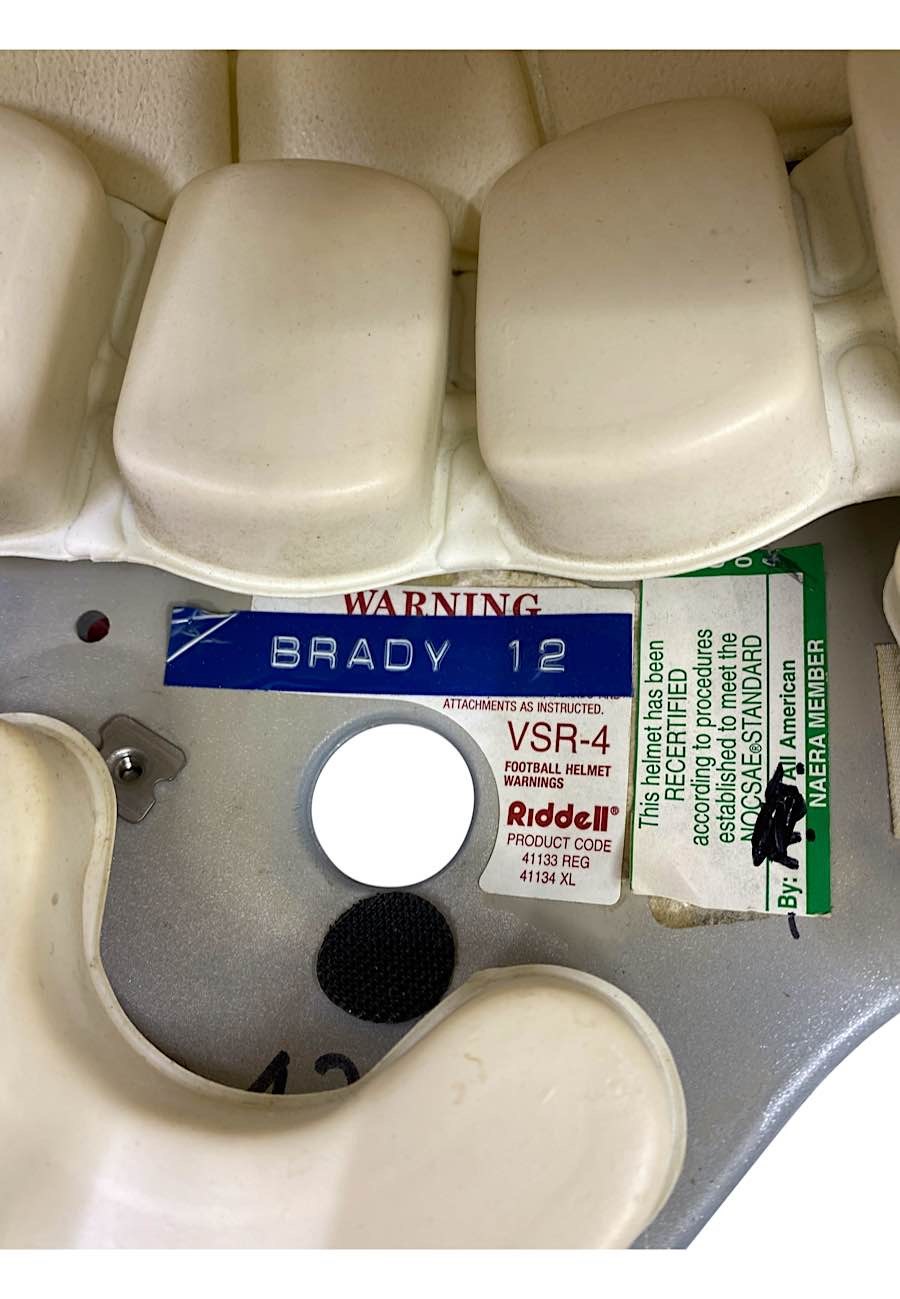 WARNING
BRADY 12
ATTACHMENTS AS INSTRUCTED.
VSR-4
FOOTBALL HELMET
WARNINGS
Riddell®
PRODUCT CODE
41133 REG
41134 XL
This helmet has been
RECERTIFIED
according to procedures
established to meet the
NOCSAE®STANDARD
By: All American
NAERA MEMBER
12